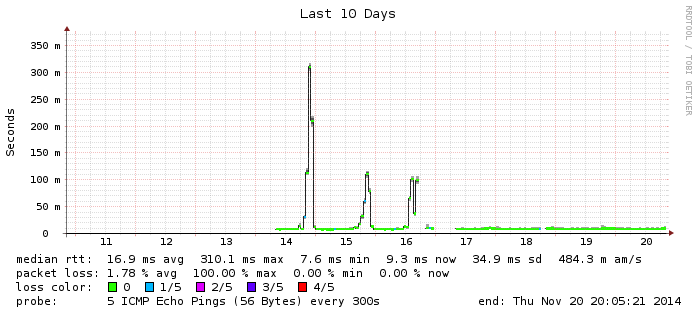 Last 10 Days
RRDTOOL / TOBI OETIKER
Seconds
350 m
300 m
250 m
200 m
150 m
100 m
50 m
0
11 12 13 14 15 16 17 18 19 20
median rtt: 16.9 ms avg 310.1 ms max 7.6 ms min 9.3 ms now 34.9 ms sd 484.3 m am/s
packet loss: 1.78 % avg 100.00 % max 0.00 % min 0.00 % now
loss color: 0 1/5 2/5 3/5 4/5
probe: 5 ICMP Echo Pings (56 Bytes) every 300s end: Thu Nov 20 20:05:21 2014